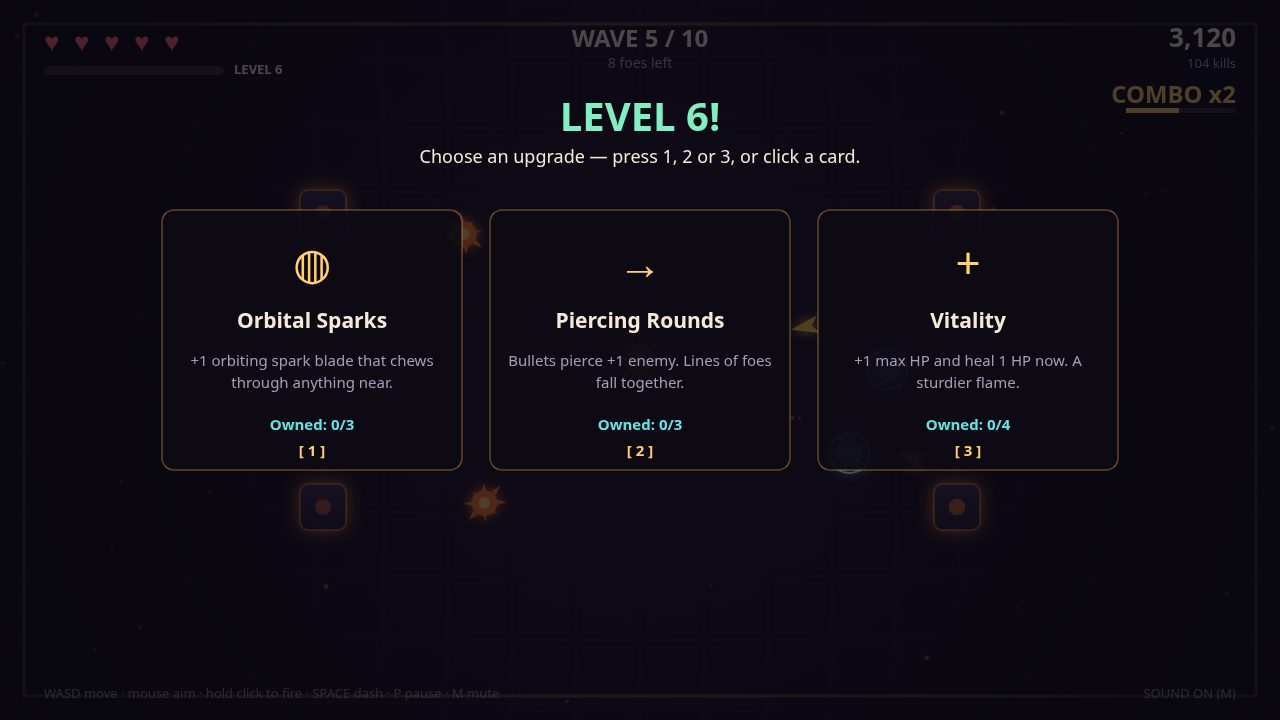 ♥ ♥ ♥ ♥ ♥
LEVEL 6
WAVE 5 / 10
8 foes left
3,120
104 kills
COMBO x2
LEVEL 6!
Choose an upgrade — press 1, 2 or 3, or click a card.
Orbital Sparks
+1 orbiting spark blade that chews
through anything near.
Owned: 0/3
[ 1 ]
→
Piercing Rounds
Bullets pierce +1 enemy. Lines of foes
fall together.
Owned: 0/3
[ 2 ]
+
Vitality
+1 max HP and heal 1 HP now. A
sturdier flame.
Owned: 0/4
[ 3 ]
WASD move · mouse aim · hold click to fire · SPACE dash · P pause · M mute
SOUND ON (M)